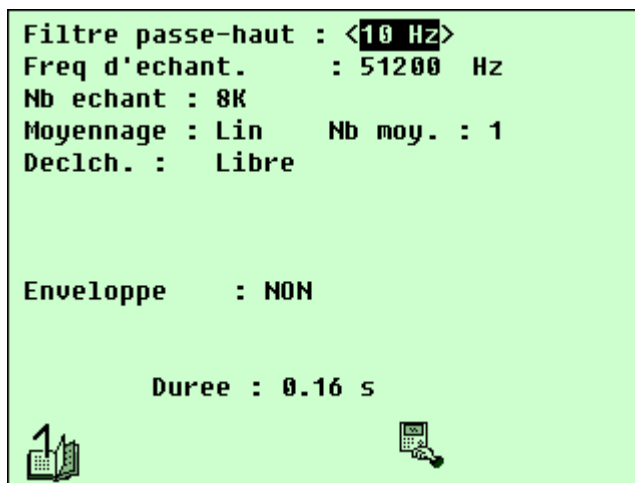 Filtre passe-haut : <10 Hz>
Freq d'echant. : 51200 Hz
Nb echant : 8K
Moyennage : Lin Nb moy. : 1
Declch. : Libre
Enveloppe : NON
Duree : 0.16 s
1